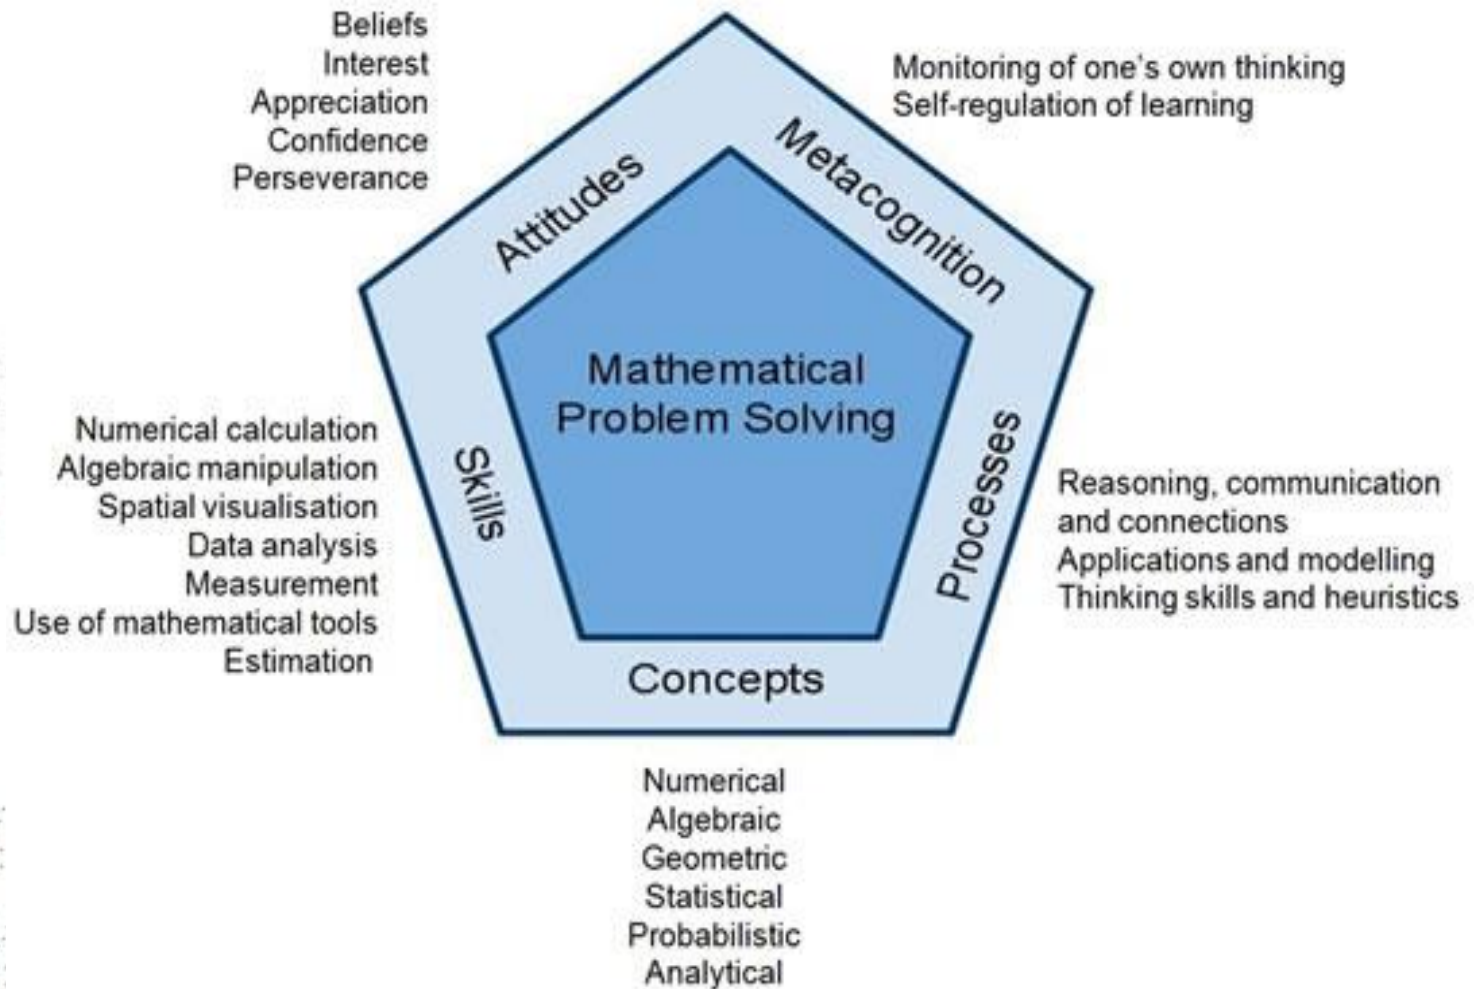 Beliefs
Interest
Appreciation
Confidence
Perseverance
Monitoring of one's own thinking
Self-regulation of learning
Attitudes
Metacognition
Mathematical
Problem Solving
Skills
Processes
Concepts
Numerical calculation
Algebraic manipulation
Spatial visualisation
Data analysis
Measurement
Use of mathematical tools
Estimation
Reasoning, communication
and connections
Applications and modelling
Thinking skills and heuristics
Numerical
Algebraic
Geometric
Statistical
Probabilistic
Analytical